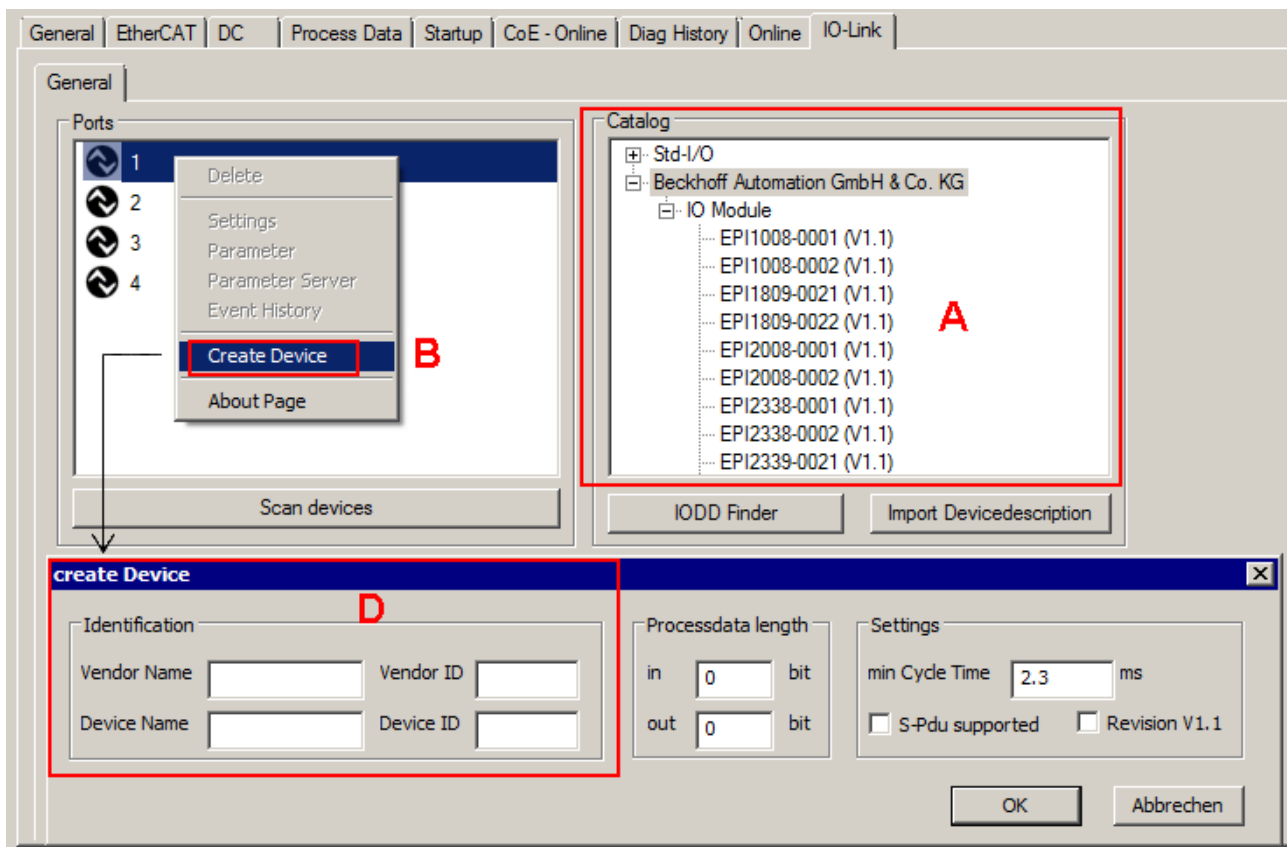 General EtherCAT DC Process Data Startup CoE - Online Diag History Online IO-Link
General
Ports
1
2
3
4
Delete
Settings
Parameter
Parameter Server
Event History
Create Device
About Page
B
Scan devices
Catalog
Std-I/O
Beckhoff Automation GmbH & Co. KG
IO Module
EPI1008-0001 (V1.1)
EPI1008-0002 (V1.1)
EPI1809-0021 (V1.1)
EPI1809-0022 (V1.1)
EPI2008-0001 (V1.1)
EPI2008-0002 (V1.1)
EPI2338-0001 (V1.1)
EPI2338-0002 (V1.1)
EPI2339-0021 (V1.1)
A
IODD Finder Import Devicedescription
create Device
D
Identification
Vendor Name Vendor ID
Device Name Device ID
Processdata length
in 0 bit
out 0 bit
Settings
min Cycle Time 2.3 ms
S-Pdu supported Revision V1.1
OK Abbrechen